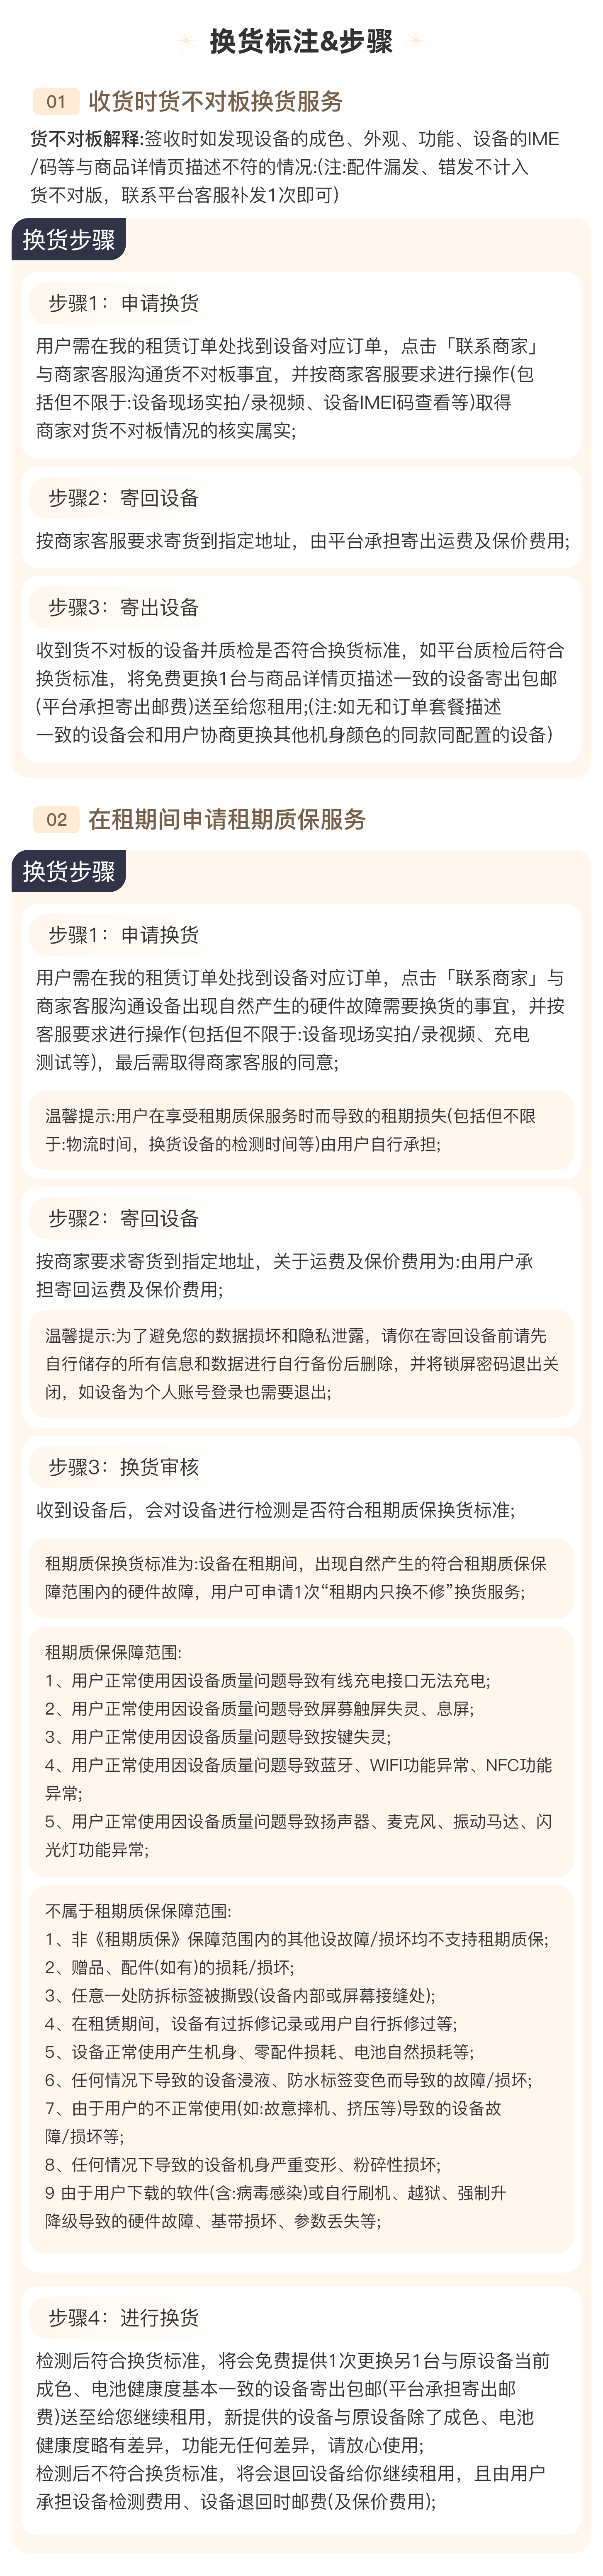 换货标注&步骤
01 收货时货不对板换货服务
货不对板解释:签收时如发现设备的成色、外观、功能、设备的IME
/码等与商品详情页描述不符的情况:(注:配件漏发、错发不计入
货不对版，联系平台客服补发1次即可)
换货步骤
步骤1：申请换货
用户需在我的租赁订单处找到设备对应订单，点击「联系商家」
与商家客服沟通货不对板事宜，并按商家客服要求进行操作(包
括但不限于:设备现场实拍/录视频、设备IMEI码查看等)取得
商家对货不对板情况的核实属实;
步骤2：寄回设备
按商家客服要求寄货到指定地址，由平台承担寄出运费及保价费用;
步骤3：寄出设备
收到货不对板的设备并质检是否符合换货标准，如平台质检后符合
换货标准，将免费更换1台与商品详情页描述一致的设备寄出包邮
(平台承担寄出邮费)送至给您租用;(注:如无和订单套餐描述
一致的设备会和用户协商更换其他机身颜色的同款同配置的设备)
02 在租期间申请租期质保服务
换货步骤
步骤1：申请换货
用户需在我的租赁订单处找到设备对应订单，点击「联系商家」与
商家客服沟通设备出现自然产生的硬件故障需要换货的事宜，并按
客服要求进行操作(包括但不限于:设备现场实拍/录视频、充电
测试等)，最后需取得商家客服的同意;
温馨提示:用户在享受租期质保服务时而导致的租期损失(包括但不限
于:物流时间，换货设备的检测时间等)由用户自行承担;
步骤2：寄回设备
按商家要求寄货到指定地址，关于运费及保价费用为:由用户承
担寄回运费及保价费用;
温馨提示:为了避免您的数据损坏和隐私泄露，请你在寄回设备前请先
自行储存的所有信息和数据进行自行备份后删除，并将锁屏密码退出关
闭，如设备为个人账号登录也需要退出;
步骤3：换货审核
收到设备后，会对设备进行检测是否符合租期质保换货标准;
租期质保换货标准为:设备在租期间，出现自然产生的符合租期质保保
障范围内的硬件故障，用户可申请1次“租期内只换不修”换货服务;
租期质保保障范围:
1、用户正常使用因设备质量问题导致有线充电接口无法充电;
2、用户正常使用因设备质量问题导致屏募触屏失灵、息屏;
3、用户正常使用因设备质量问题导致按键失灵;
4、用户正常使用因设备质量问题导致蓝牙、WIFI功能异常、NFC功能
异常;
5、用户正常使用因设备质量问题导致扬声器、麦克风、振动马达、闪
光灯功能异常;
不属于租期质保保障范围:
1、非《租期质保》保障范围内的其他设故障/损坏均不支持租期质保;
2、赠品、配件(如有)的损耗/损坏;
3、任意一处防拆标签被撕毁(设备内部或屏幕接缝处);
4、在租赁期间，设备有过拆修记录或用户自行拆修过等;
5、设备正常使用产生机身、零配件损耗、电池自然损耗等;
6、任何情况下导致的设备浸液、防水标签变色而导致的故障/损坏;
7、由于用户的不正常使用(如:故意摔机、挤压等)导致的设备故
障/损坏等;
8、任何情况下导致的设备机身严重变形、粉碎性损坏;
9 由于用户下载的软件(含:病毒感染)或自行刷机、越狱、强制升
降级导致的硬件故障、基带损坏、参数丢失等;
步骤4：进行换货
检测后符合换货标准，将会免费提供1次更换另1台与原设备当前
成色、电池健康度基本一致的设备寄出包邮(平台承担寄出邮
费)送至给您继续租用，新提供的设备与原设备除了成色、电池
健康度略有差异，功能无任何差异，请放心使用;
检测后不符合换货标准，将会退回设备给你继续租用，且由用户
承担设备检测费用、设备退回时邮费(及保价费用);